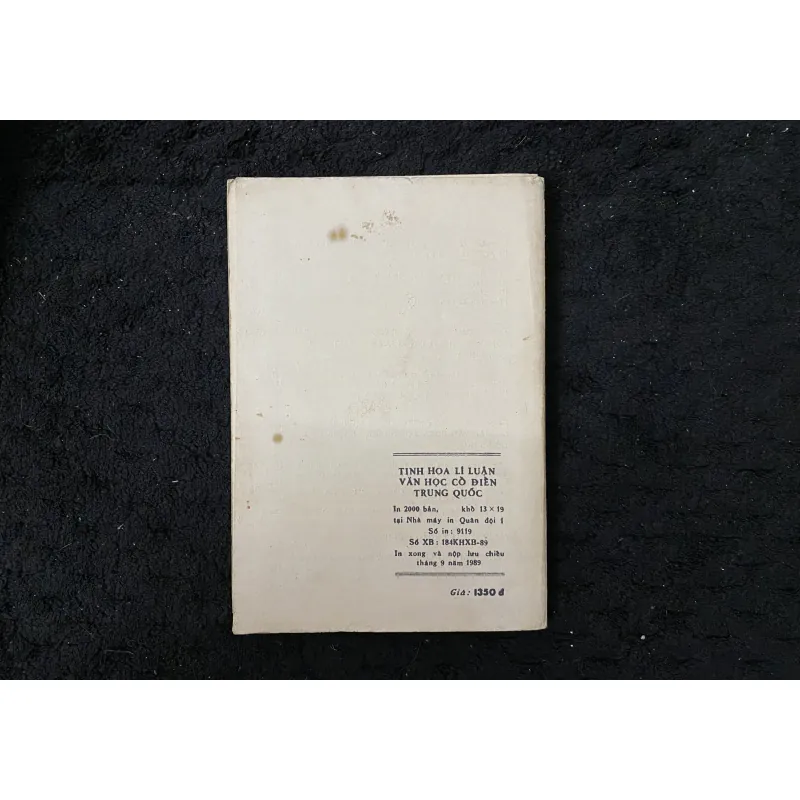 TINH HOA LÍ LUẬN
VĂN HỌC CỔ ĐIỂN
TRUNG QUỐC
In 2000 bản, khổ 13 × 19
tại Nhà máy in Quân đội 1
Số in : 9119
Số XB : 184KHXB-89
In xong và nộp lưu chiểu
tháng 9 năm 1989
Giá : 1350 đ